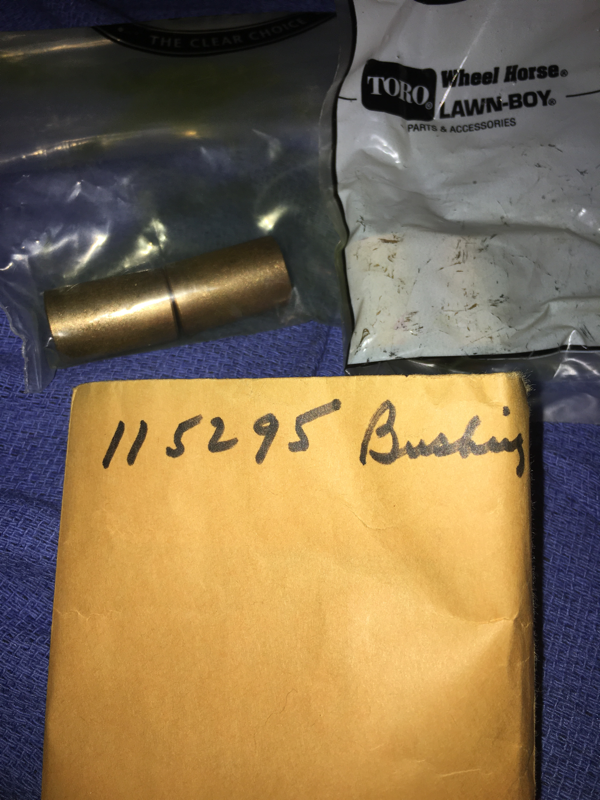 THE CLEAR CHOICE
TORO® Wheel Horse®
LAWN-BOY®
PARTS & ACCESSORIES
115295 Bushing